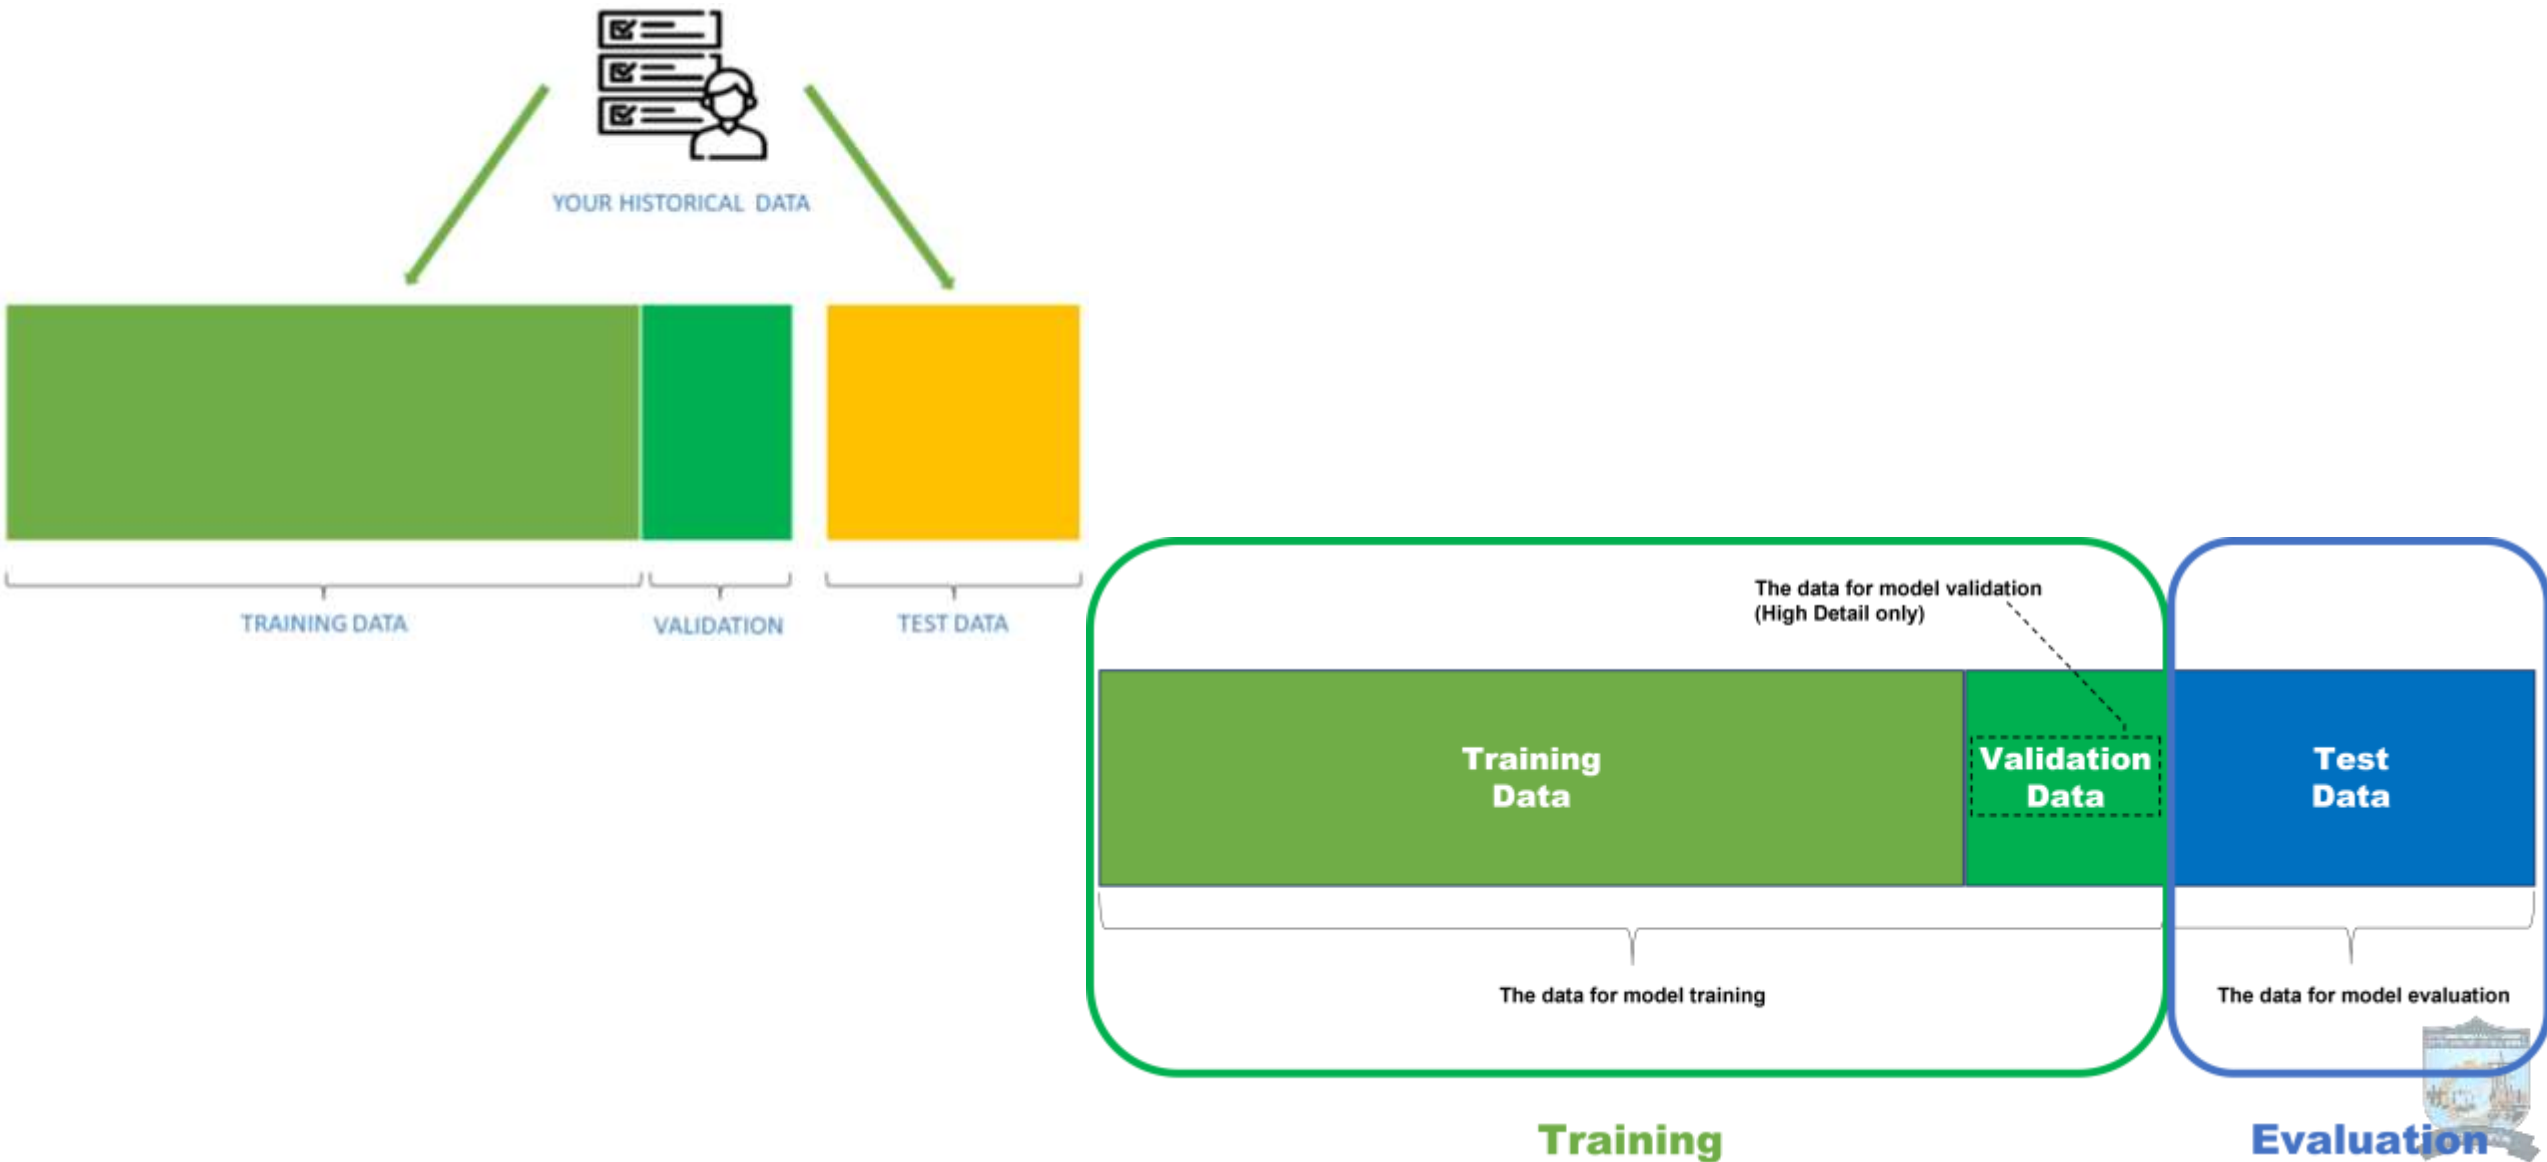 YOUR HISTORICAL DATA
TRAINING DATA
VALIDATION
TEST DATA
The data for model validation
(High Detail only)
Training
Data
Validation
Data
Test
Data
The data for model training
The data for model evaluation
Training
Evaluation